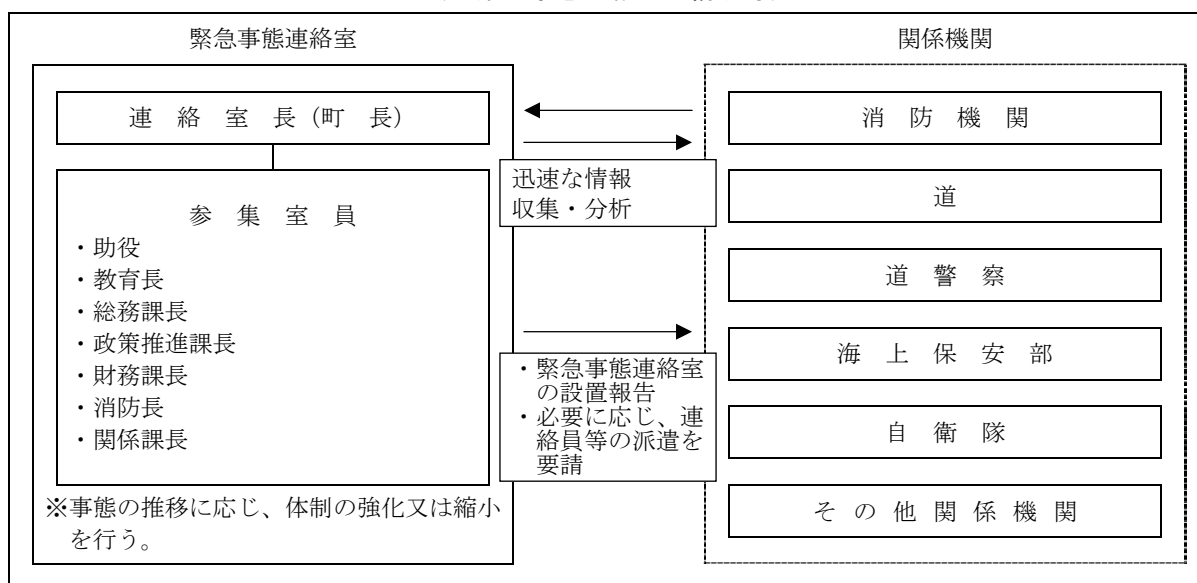 緊急事態連絡室
連絡室長(町長)
参集室員
・助役
・教育長
・総務課長
・政策推進課長
・財務課長
・消防長
・関係課長
※事態の推移に応じ、体制の強化又は縮小
を行う。
迅速な情報
収集・分析
・緊急事態連絡室
の設置報告
・必要に応じ、連
絡員等の派遣を
要請
関係機関
消防機関
道
道警察
海上保安部
自衛隊
その他関係機関